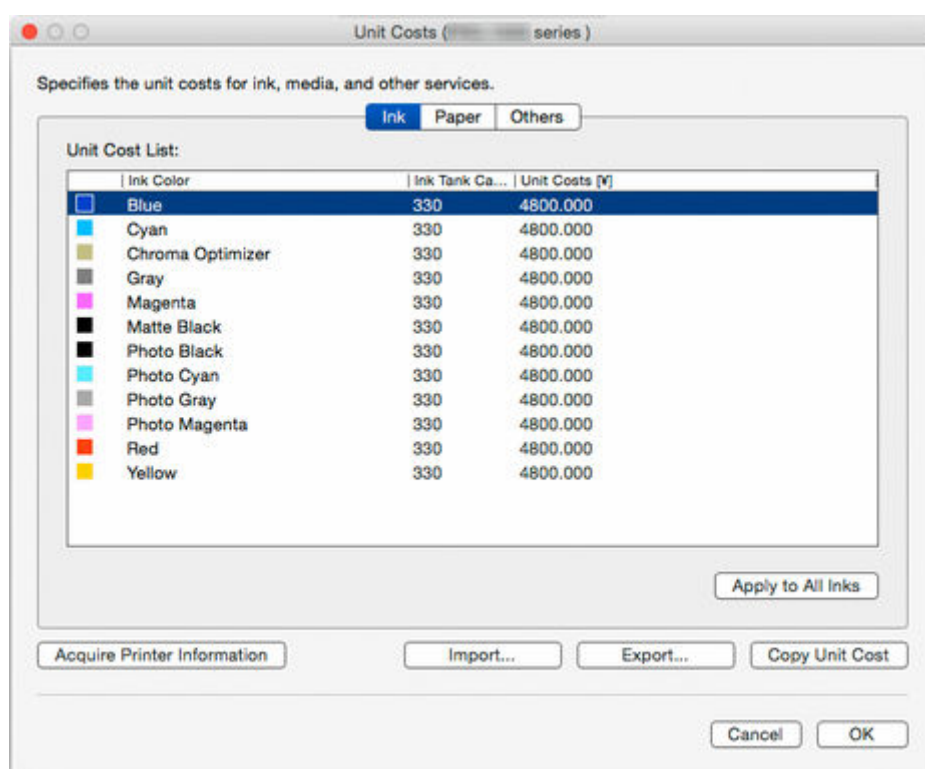 Unit Costs ( series )
Specifies the unit costs for ink, media, and other services.
Ink Paper Others
Unit Cost List:
Ink Color Ink Tank Ca... Unit Costs [¥]
Blue 330 4800.000
Cyan 330 4800.000
Chroma Optimizer 330 4800.000
Gray 330 4800.000
Magenta 330 4800.000
Matte Black 330 4800.000
Photo Black 330 4800.000
Photo Cyan 330 4800.000
Photo Gray 330 4800.000
Photo Magenta 330 4800.000
Red 330 4800.000
Yellow 330 4800.000
Apply to All Inks
Acquire Printer Information Import... Export... Copy Unit Cost
Cancel OK